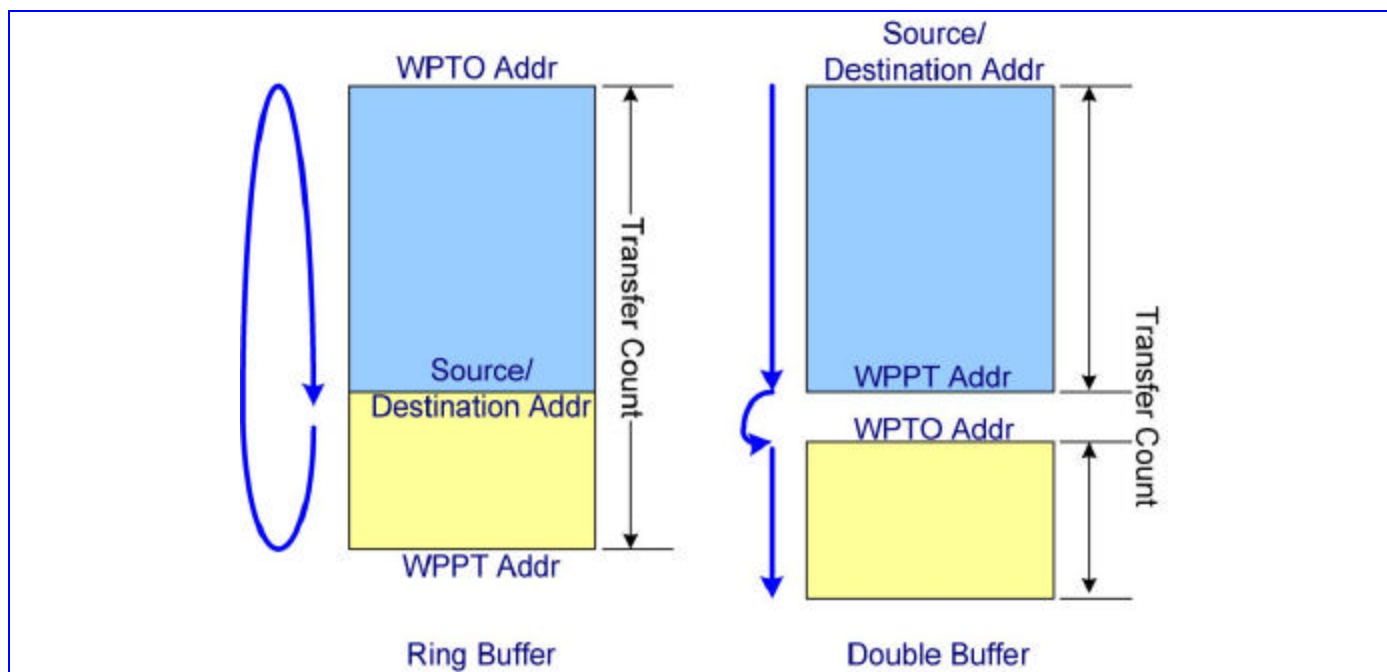 WPTO Addr
Transfer Count
Source/
Destination Addr
WPPT Addr
Ring Buffer
Source/
Destination Addr
WPPT Addr
WPTO Addr
Transfer Count
Double Buffer